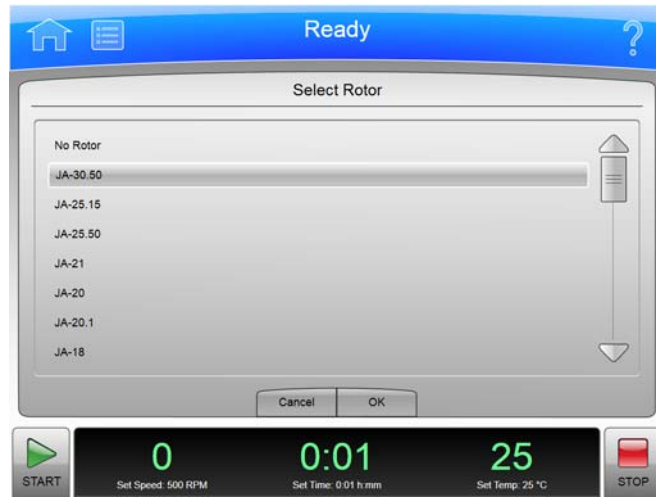 Ready
?
Select Rotor
No Rotor
JA-30.50
JA-25.15
JA-25.50
JA-21
JA-20
JA-20.1
JA-18
Cancel OK
0 0:01 25
START Set Speed: 500 RPM Set Time: 0:01 h:mm Set Temp: 25 °C STOP